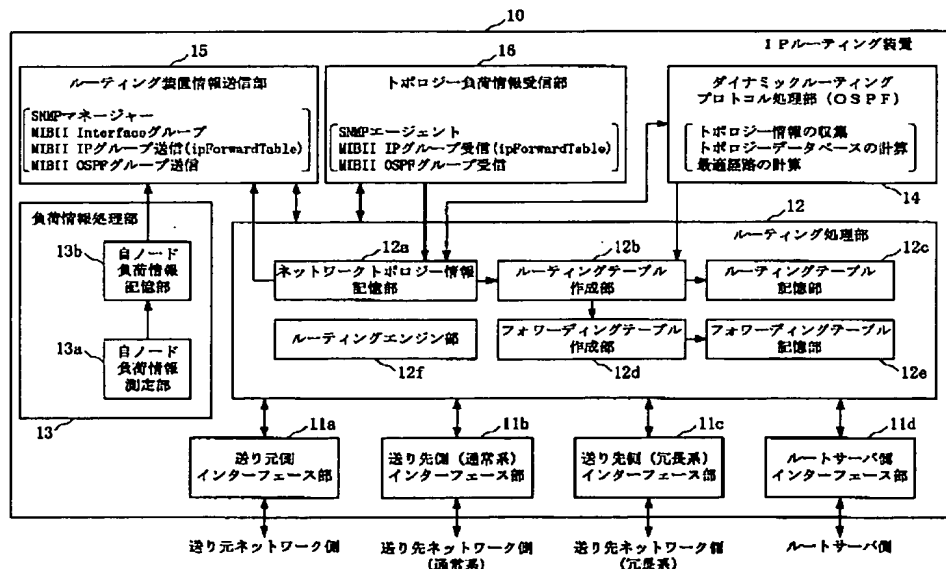 10
IPルーティング装置
15
ルーティング装置情報送信部
SNMPマネージャー
MIBII Interfaceグループ
MIBII IPグループ送信(ipForwardTable)
MIBII OSPFグループ送信
16
トポロジー負荷情報受信部
SNMPエージェント
MIBII IPグループ受信(ipForwardTable)
MIBII OSPFグループ受信
ダイナミックルーティング
プロトコル処理部(OSPF)
トポロジー情報の収集
トポロジーデータベースの計算
最適経路の計算
14
負荷情報処理部
13b
自ノード
負荷情報
記憶部
13a
自ノード
負荷情報
測定部
13
12
ルーティング処理部
12a
ネットワークトポロジー情報
記憶部
12b
ルーティングテーブル
作成部
12c
ルーティングテーブル
記憶部
ルーティングエンジン部
12f
フォワーディングテーブル
作成部
12d
フォワーディングテーブル
記憶部
12e
11a
送り元側
インターフェース部
11b
送り先側(通常系)
インターフェース部
11c
送り先側(冗長系)
インターフェース部
11d
ルートサーバ側
インターフェース部
送り元ネットワーク側
送り先ネットワーク側
(通常系)
送り先ネットワーク側
(冗長系)
ルートサーバ側